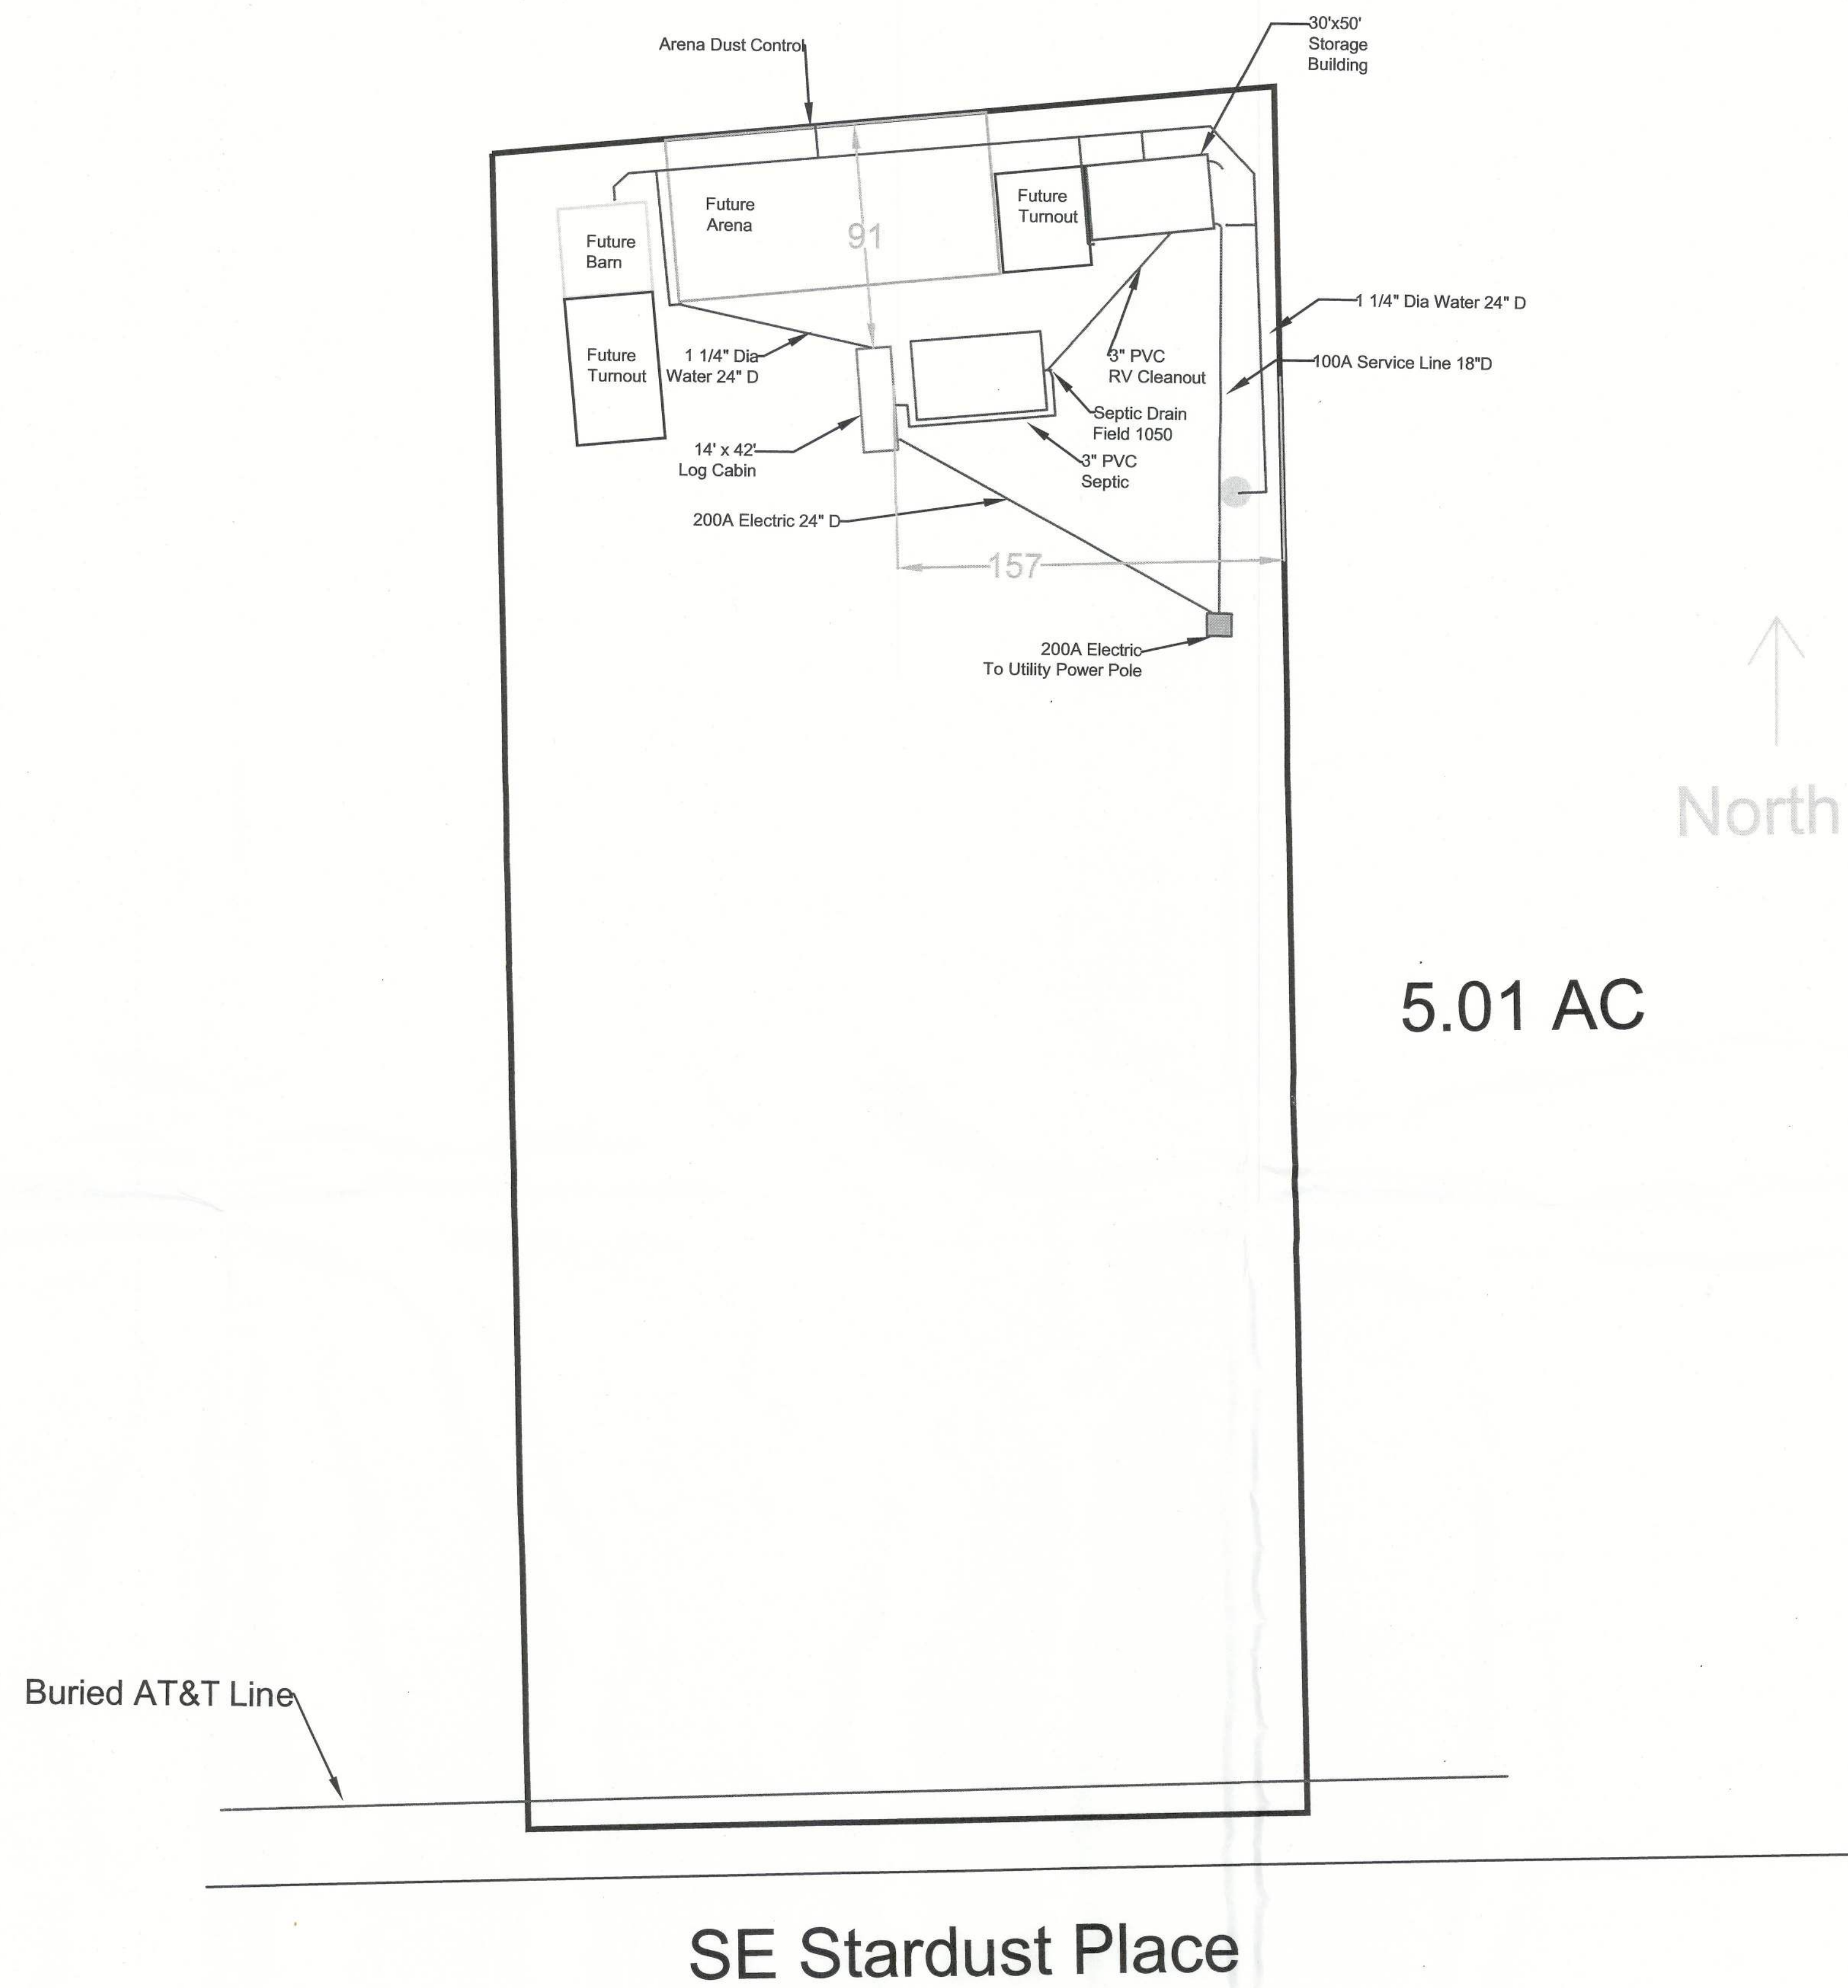 Arena Dust Control
30'x50'
Storage
Building
Future
Arena
Future
Turnout
Future
Barn
91
1 1/4" Dia Water 24" D
Future
Turnout
1 1/4" Dia
Water 24" D
3" PVC
RV Cleanout
100A Service Line 18"D
Septic Drain
Field 1050
14' x 42'
Log Cabin
3" PVC
Septic
200A Electric 24" D
157
200A Electric
To Utility Power Pole
North
5.01 AC
Buried AT&T Line
SE Stardust Place